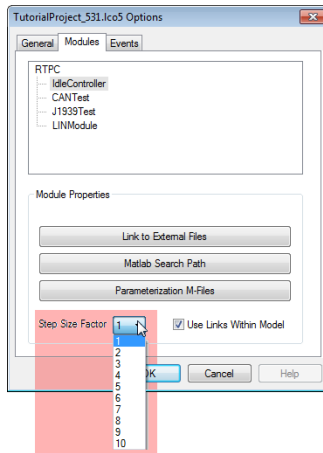 TutorialProject_531.lco5 Options
General Modules Events
RTPC
IdleController
CANTest
J1939Test
LINModule
Module Properties
Link to External Files
Matlab Search Path
Parameterization M-Files
Step Size Factor 1 Use Links Within Model
1
2
3
4
5
6
7
8
9
10
OK Cancel Help